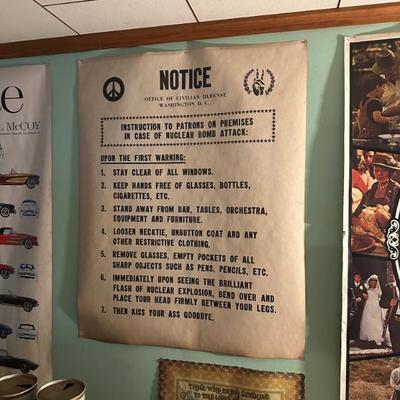 NOTICE
OFFICE OF CIVILIAN DEFENSE
WASHINGTON D. C.
INSTRUCTION TO PATRONS ON PREMISES
IN CASE OF NUCLEAR BOMB ATTACK:
UPON THE FIRST WARNING:
1. STAY CLEAR OF ALL WINDOWS.
2. KEEP HANDS FREE OF GLASSES, BOTTLES,
CIGARETTES, ETC.
3. STAND AWAY FROM BAR, TABLES, ORCHESTRA,
EQUIPMENT AND FURNITURE.
4. LOOSEN NECKTIE, UNBUTTON COAT AND ANY
OTHER RESTRICTIVE CLOTHING.
5. REMOVE GLASSES, EMPTY POCKETS OF ALL
SHARP OBJECTS SUCH AS PENS, PENCILS, ETC.
6. IMMEDIATELY UPON SEEING THE BRILLIANT
FLASH OF NUCLEAR EXPLOSION, BEND OVER AND
PLACE YOUR HEAD FIRMLY BETWEEN YOUR LEGS.
7. THEN KISS YOUR ASS GOODBYE.
e
McCOY
THOSE WHO
TO THE